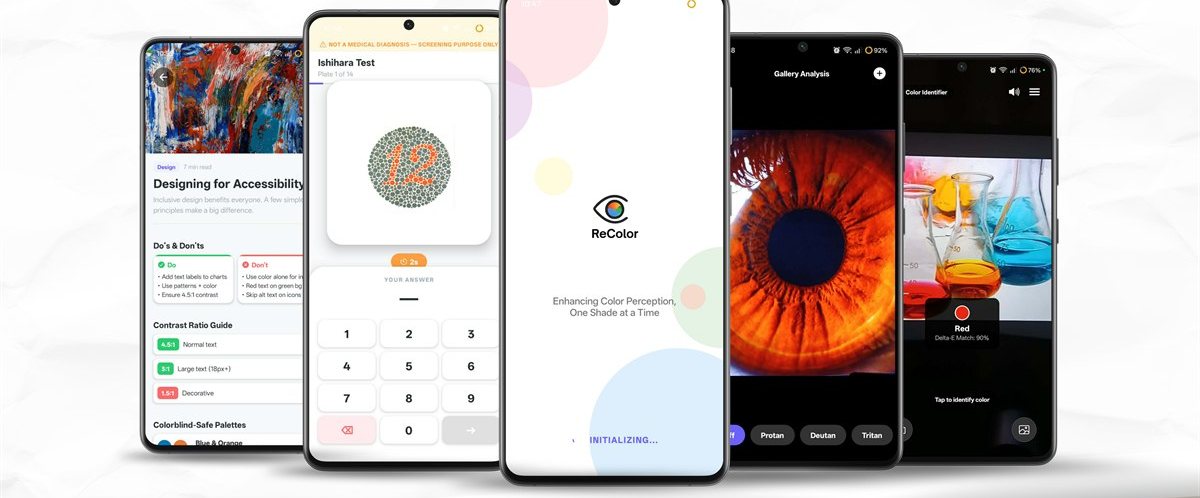 Design 7 min read
Designing for Accessibility
Inclusive design benefits everyone. A few simple
principles make a big difference.
Do's & Don'ts
Do
• Add text labels to charts
• Use patterns + color
• Ensure 4.5:1 contrast
Don't
• Use color alone for in
• Red text on green bg
• Skip alt text on icons
Contrast Ratio Guide
4.5:1 Normal text
3:1 Large text (18px+)
1.5:1 Decorative
Colorblind-Safe Palettes
Blue & Orange
NOT A MEDICAL DIAGNOSIS — SCREENING PURPOSE ONLY
Ishihara Test
Plate 1 of 14
12
2s
YOUR ANSWER
1 2 3
4 5 6
7 8 9
0
ReColor
Enhancing Color Perception,
One Shade at a Time
INITIALIZING...
92%
Gallery Analysis
Protan Deutan Tritan
76%
Color Identifier
50
Red
Delta-E Match: 90%
Tap to identify color